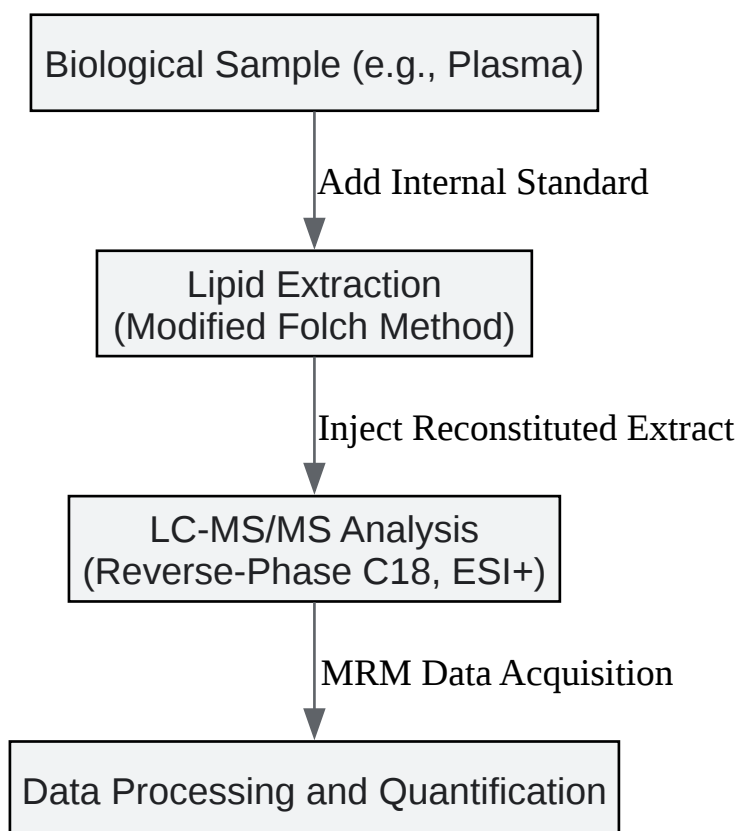 Biological Sample (e.g., Plasma)
Add Internal Standard
Lipid Extraction
(Modified Folch Method)
Inject Reconstituted Extract
LC-MS/MS Analysis
(Reverse-Phase C18, ESI+)
MRM Data Acquisition
Data Processing and Quantification